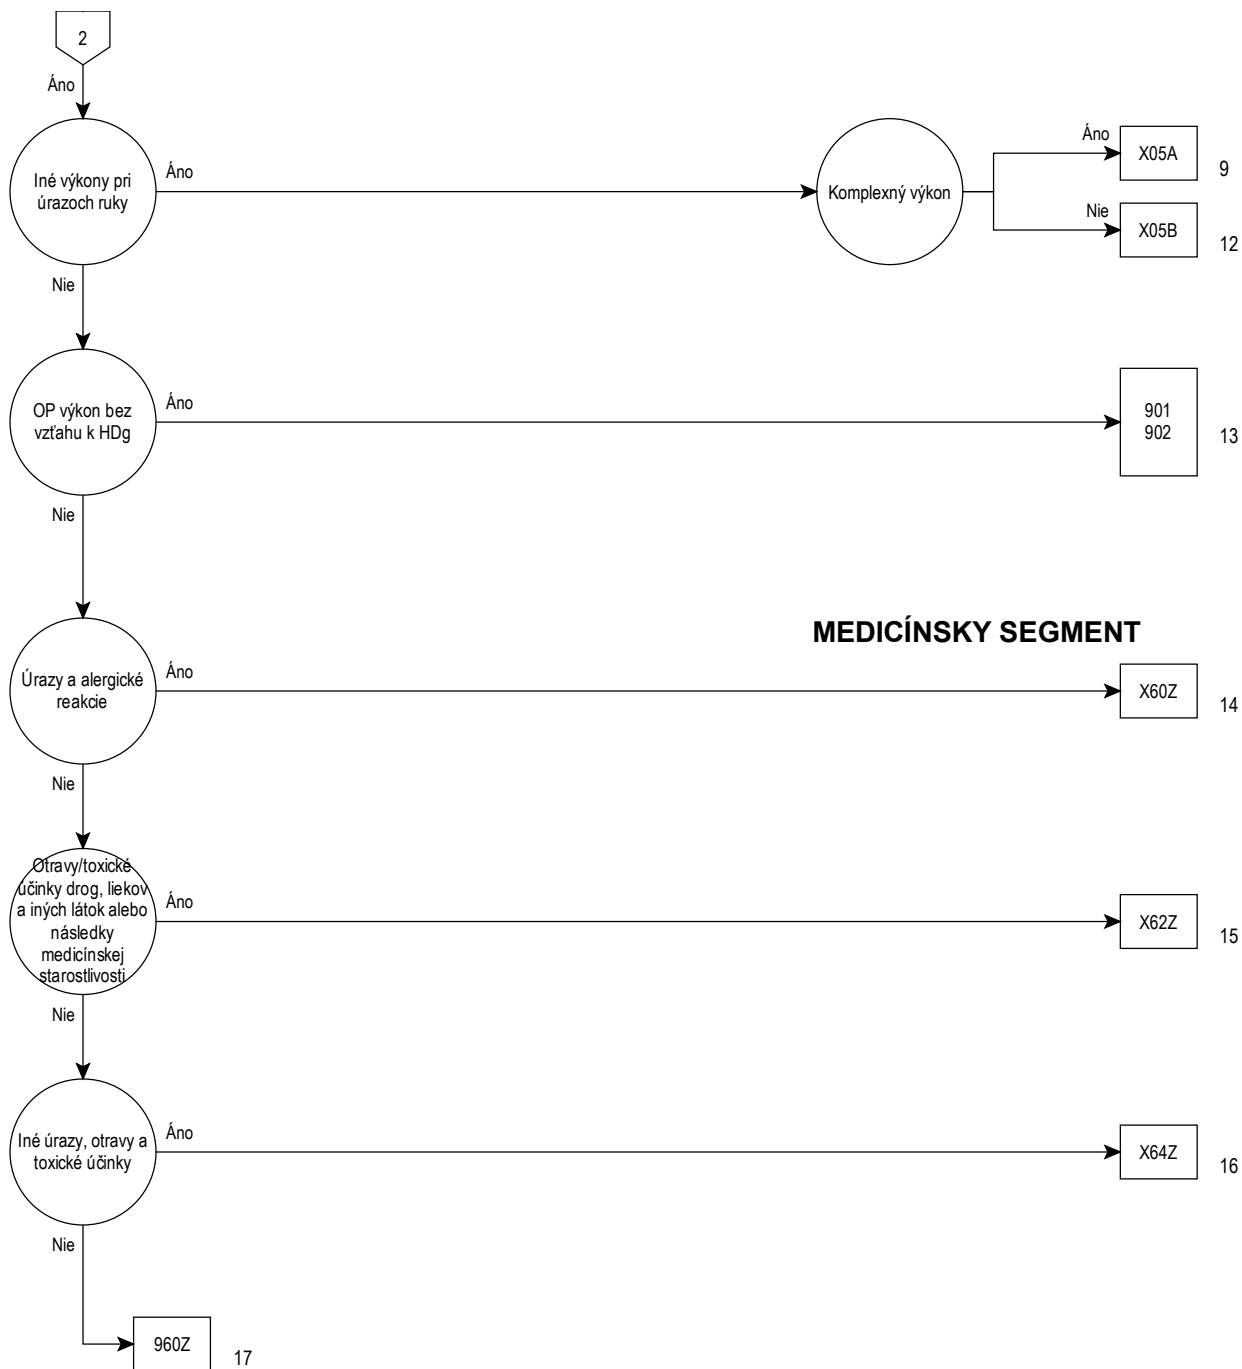 2
Áno
Iné výkony pri
úrazoch ruky
Áno
Komplexný výkon
Áno
X05A
9
Nie
X05B
12
Nie
OP výkon bez
vzťahu k HDg
Áno
901
902
13
Nie
MEDICÍNSKY SEGMENT
Úrazy a alergické
reakcie
Áno
X60Z
14
Nie
Otravy/toxické
účinky drog, liekov
a iných látok alebo
následky
medicínskej
starostlivosti
Áno
X62Z
15
Nie
Iné úrazy, otravy a
toxické účinky
Áno
X64Z
16
Nie
960Z
17